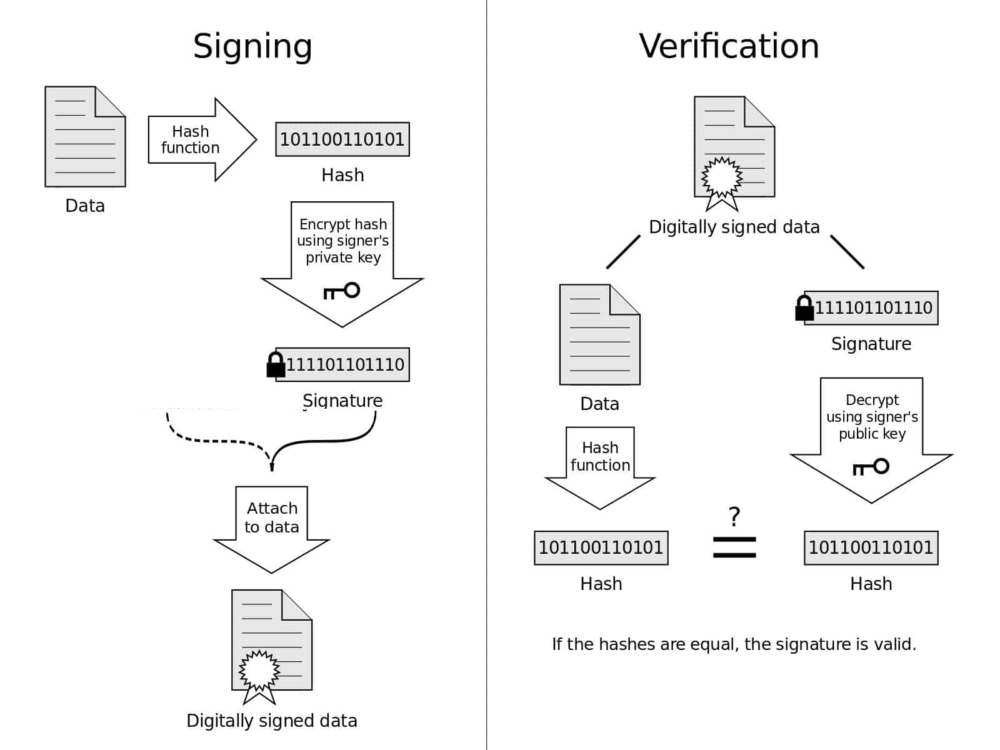 Signing
Hash
function
101100110101
Hash
Data
Encrypt hash
using signer's
private key
111101101110
Signature
Attach
to data
Digitally signed data
Verification
Digitally signed data
Data
111101101110
Signature
Hash
function
Decrypt
using signer's
public key
101100110101
Hash
?
=
101100110101
Hash
If the hashes are equal, the signature is valid.